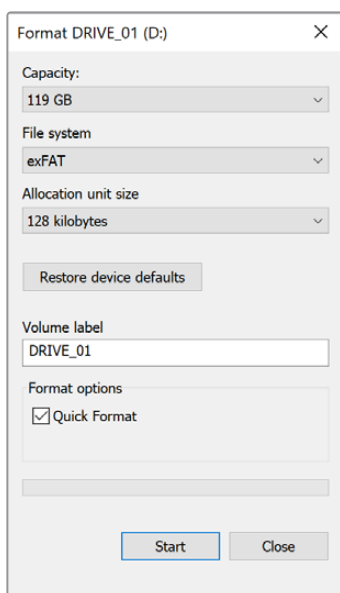 Format DRIVE_01 (D:)
Capacity:
119 GB
File system
exFAT
Allocation unit size
128 kilobytes
Restore device defaults
Volume label
DRIVE_01
Format options
Quick Format
Start Close